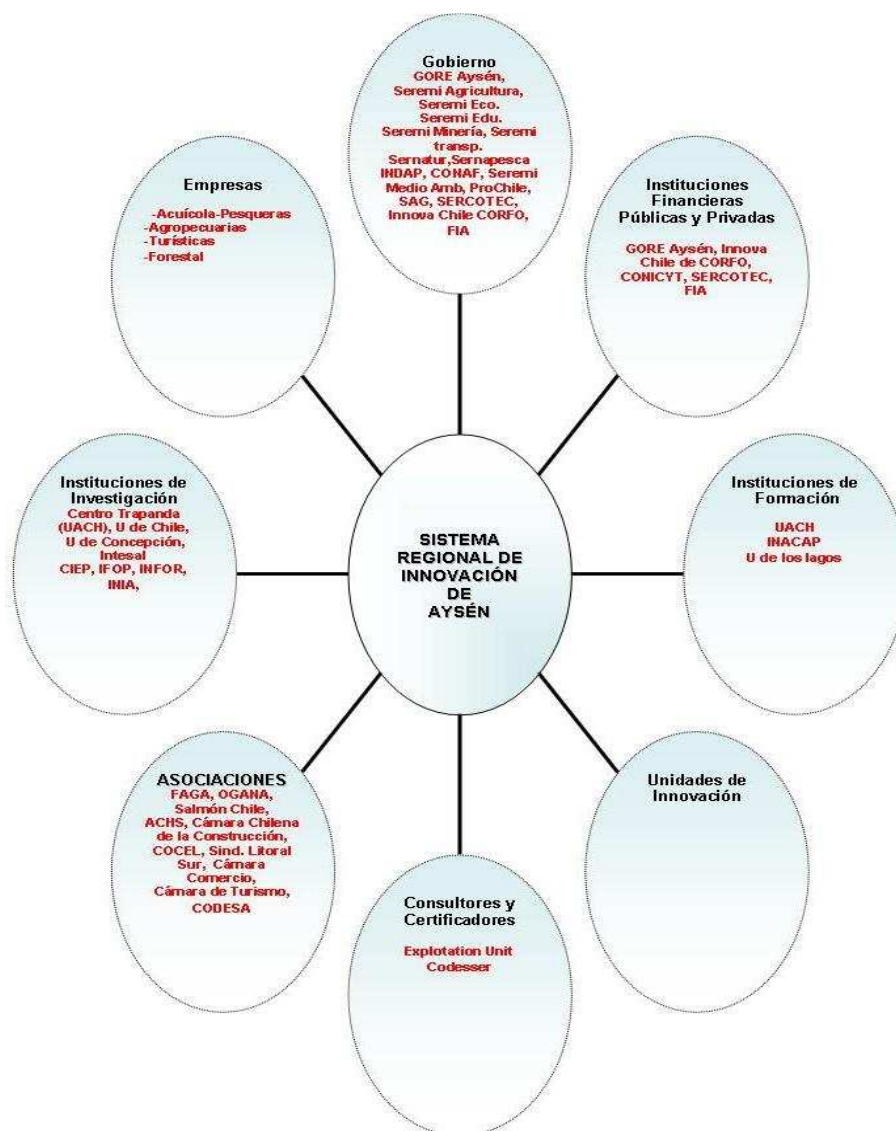 Gobierno
GORE Aysén,
Seremi Agricultura,
Seremi Eco.
Seremi Edu.
Seremi Minería, Seremi
transp.
Sernatur,Sernapesca
INDAP, CONAF, Seremi
Medio Amb, ProChile,
SAG, SERCOTEC,
Innova Chile CORFO,
FIA
Empresas
-Acuícola-Pesqueras
-Agropecuarias
-Turísticas
-Forestal
Instituciones
Financieras
Públicas y Privadas
GORE Aysén, Innova
Chile de CORFO,
CONICYT, SERCOTEC,
FIA
Instituciones de
Investigación
Centro Trapanda
(UACH), U de Chile,
U de Concepción,
Intesal
CIEP, IFOP, INFOR,
INIA,
SISTEMA
REGIONAL DE
INNOVACIÓN
DE
AYSÉN
Instituciones de
Formación
UACH
INACAP
U de los lagos
ASOCIACIONES
FAGA, OGANA,
Salmón Chile,
ACHS, Cámara Chilena
de la Construcción,
COCEL, Sind. Litoral
Sur, Cámara
Comercio,
Cámara de Turismo,
CODESA
Consultores y
Certificadores
Explotation Unit
Codesser
Unidades de
Innovación